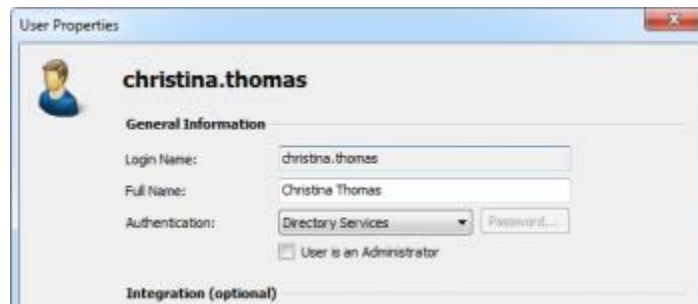 User Properties
christina.thomas
General Information
Login Name: christina.thomas
Full Name: Christina Thomas
Authentication: Directory Services Password...
User is an Administrator
Integration (optional)